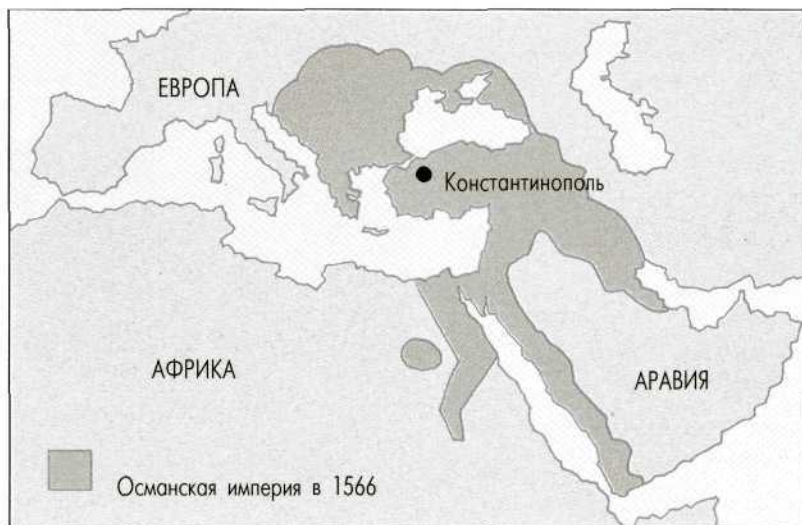 ЕВРОПА
Константинополь
АФРИКА
АРАВИЯ
Османская империя в 1566